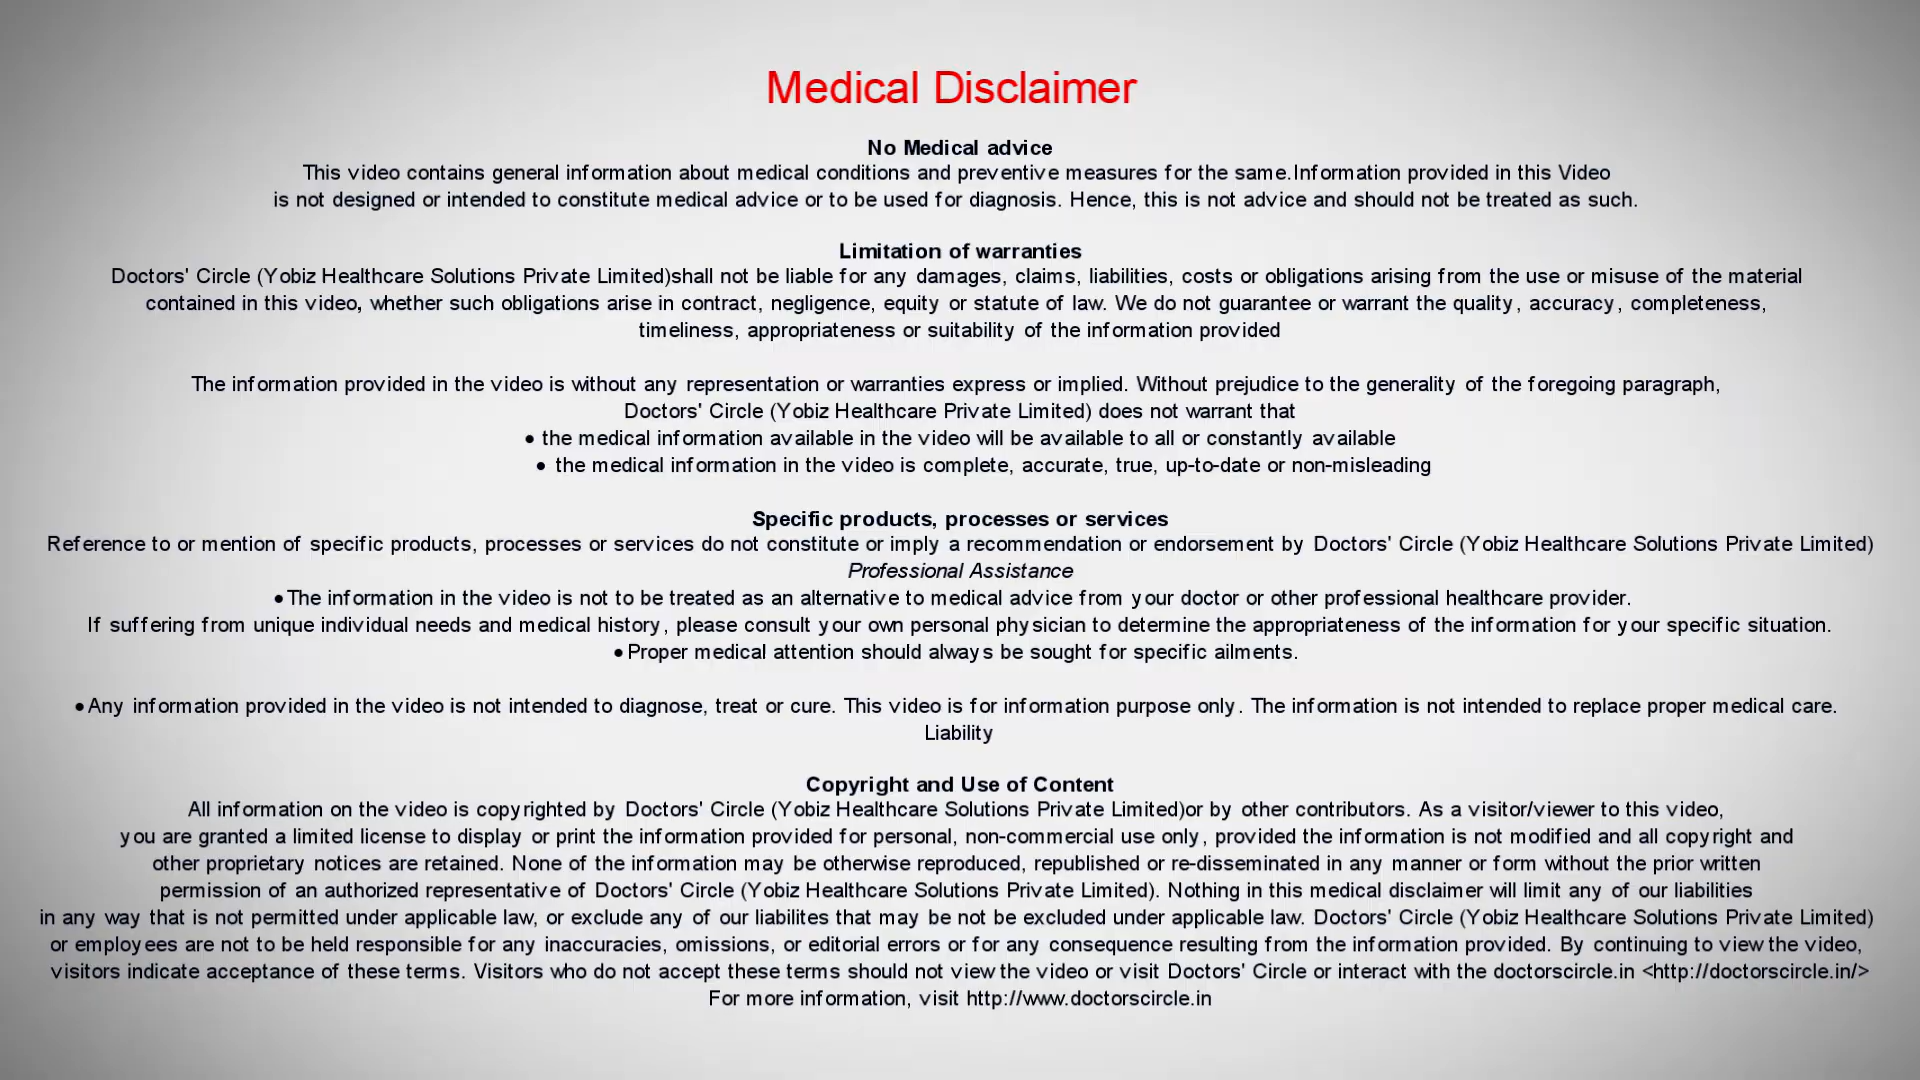 Medical Disclaimer
No Medical advice
This video contains general information about medical conditions and preventive measures for the same.Information provided in this Video
is not designed or intended to constitute medical advice or to be used for diagnosis. Hence, this is not advice and should not be treated as such.
Limitation of warranties
Doctors' Circle (Yobiz Healthcare Solutions Private Limited)shall not be liable for any damages, claims, liabilities, costs or obligations arising from the use or misuse of the material
contained in this video, whether such obligations arise in contract, negligence, equity or statute of law. We do not guarantee or warrant the quality, accuracy, completeness,
timeliness, appropriateness or suitability of the information provided
The information provided in the video is without any representation or warranties express or implied. Without prejudice to the generality of the foregoing paragraph,
Doctors' Circle (Yobiz Healthcare Private Limited) does not warrant that
• the medical information available in the video will be available to all or constantly available
• the medical information in the video is complete, accurate, true, up-to-date or non-misleading
Specific products, processes or services
Reference to or mention of specific products, processes or services do not constitute or imply a recommendation or endorsement by Doctors' Circle (Yobiz Healthcare Solutions Private Limited)
Professional Assistance
•The information in the video is not to be treated as an alternative to medical advice from your doctor or other professional healthcare provider.
If suffering from unique individual needs and medical history, please consult your own personal physician to determine the appropriateness of the information for your specific situation.
•Proper medical attention should always be sought for specific ailments.
•Any information provided in the video is not intended to diagnose, treat or cure. This video is for information purpose only. The information is not intended to replace proper medical care.
Liability
Copyright and Use of Content
All information on the video is copyrighted by Doctors' Circle (Yobiz Healthcare Solutions Private Limited)or by other contributors. As a visitor/viewer to this video,
you are granted a limited license to display or print the information provided for personal, non-commercial use only, provided the information is not modified and all copyright and
other proprietary notices are retained. None of the information may be otherwise reproduced, republished or re-disseminated in any manner or form without the prior written
permission of an authorized representative of Doctors' Circle (Yobiz Healthcare Solutions Private Limited). Nothing in this medical disclaimer will limit any of our liabilities
in any way that is not permitted under applicable law, or exclude any of our liabilites that may be not be excluded under applicable law. Doctors' Circle (Yobiz Healthcare Solutions Private Limited)
or employees are not to be held responsible for any inaccuracies, omissions, or editorial errors or for any consequence resulting from the information provided. By continuing to view the video,
visitors indicate acceptance of these terms. Visitors who do not accept these terms should not view the video or visit Doctors' Circle or interact with the doctorscircle.in <http://doctorscircle.in/>
For more information, visit http://www.doctorscircle.in